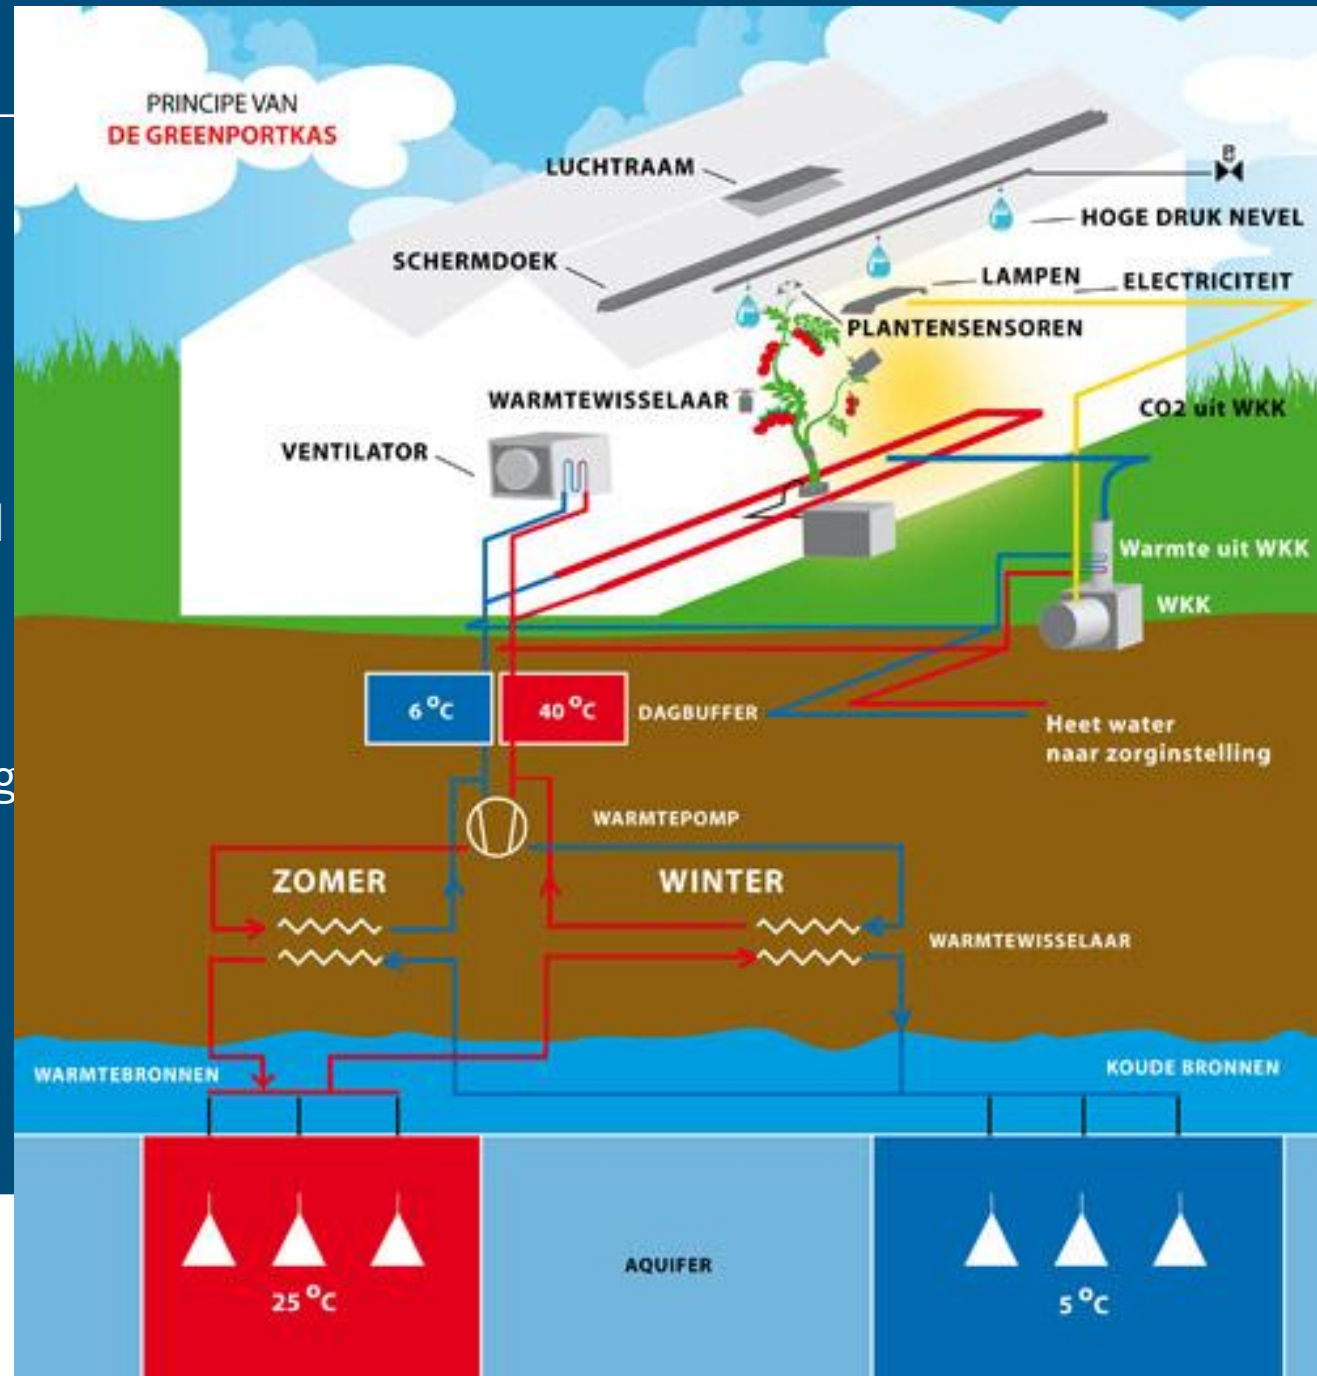 PRINCIPE VAN
DE GREENPORTKAS
LUCHTRAAM
HOGE DRUK NEVEL
SCHERMDOEK
LAMPEN
ELECTRICITEIT
PLANTENSENSOREN
WARMTEWISSELAAR
CO2 uit WKK
VENTILATOR
Warmte uit WKK
WKK
6 °C
40 °C
DAGBUFFER
Heet water
naar zorginstelling
g
WARMTEPOMP
ZOMER
WINTER
WARMTEWISSELAAR
WARMTEBRONNEN
KOUDE BRONNEN
AQUIFER
25 °C
5 °C